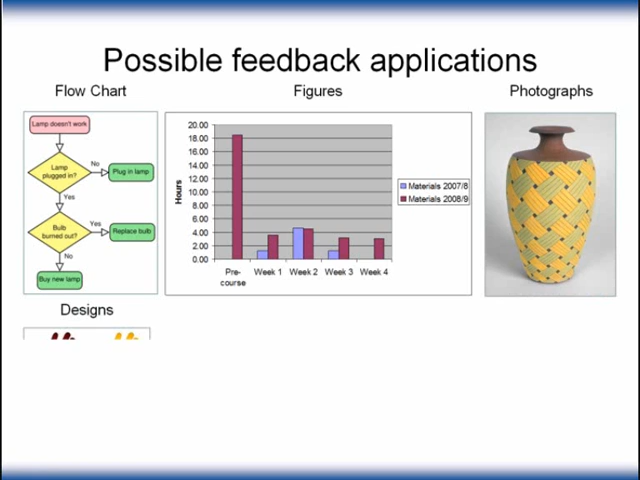 Possible feedback applications
Flow Chart
Figures
Photographs
Lamp doesn't work
Lamp
plugged in?
No
Plug in lamp
Yes
Bulb
burned out?
Yes
Replace bulb
No
Buy new lamp
Hours
20.00
18.00
16.00
14.00
12.00
10.00
8.00
6.00
4.00
2.00
0.00
Pre-
course
Week 1
Week 2
Week 3
Week 4
Materials 2007/8
Materials 2008/9
Designs